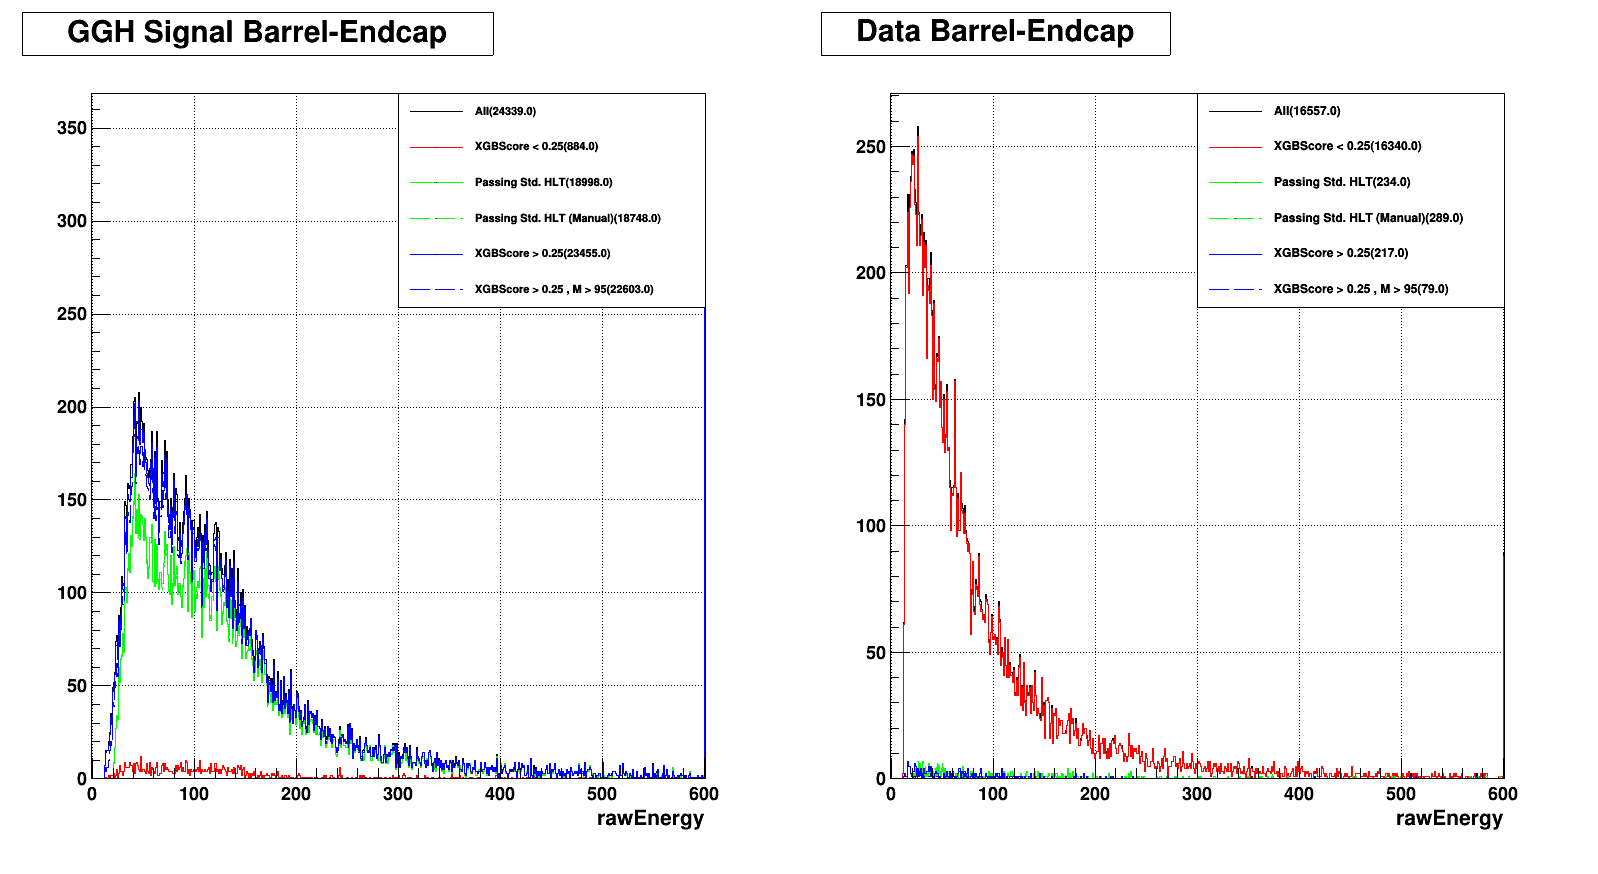 GGH Signal Barrel-Endcap
All(24339.0)
XGBScore < 0.25(884.0)
Passing Std. HLT(18998.0)
Passing Std. HLT (Manual)(18748.0)
XGBScore > 0.25(23455.0)
XGBScore > 0.25 , M > 95(22603.0)
350
300
250
200
150
100
50
0
0 100 200 300 400 500 600
rawEnergy
Data Barrel-Endcap
All(16557.0)
XGBScore < 0.25(16340.0)
Passing Std. HLT(234.0)
Passing Std. HLT (Manual)(289.0)
XGBScore > 0.25(217.0)
XGBScore > 0.25 , M > 95(79.0)
250
200
150
100
50
0
0 100 200 300 400 500 600
rawEnergy